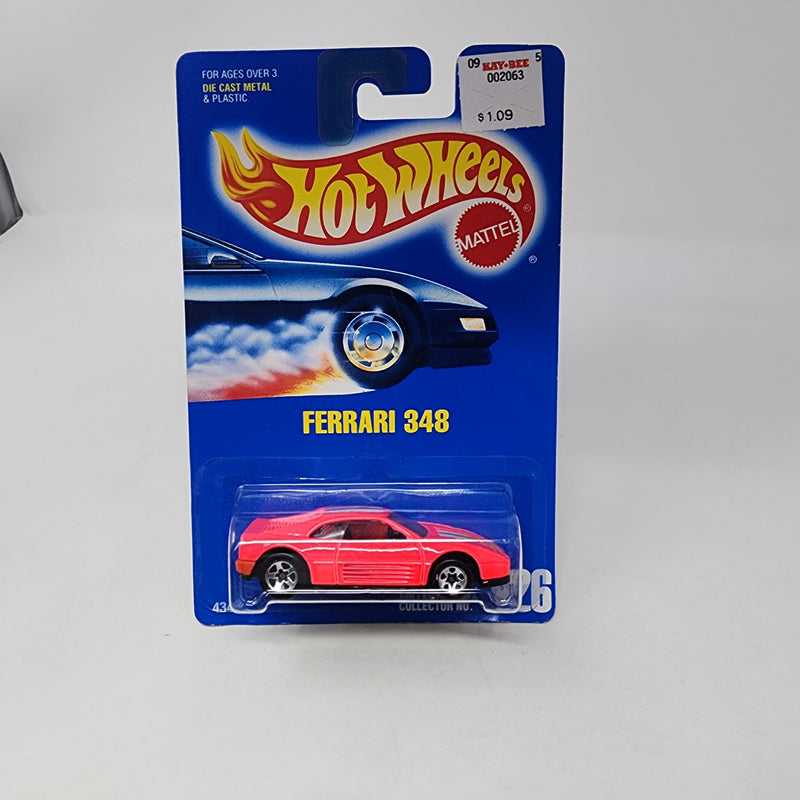 FOR AGES OVER 3
DIE CAST METAL
& PLASTIC.
09 KAY•BEE 5
002063
$1.09
HOT WHEELS ®
MATTEL
®
FERRARI 348
COLLECTOR NO.